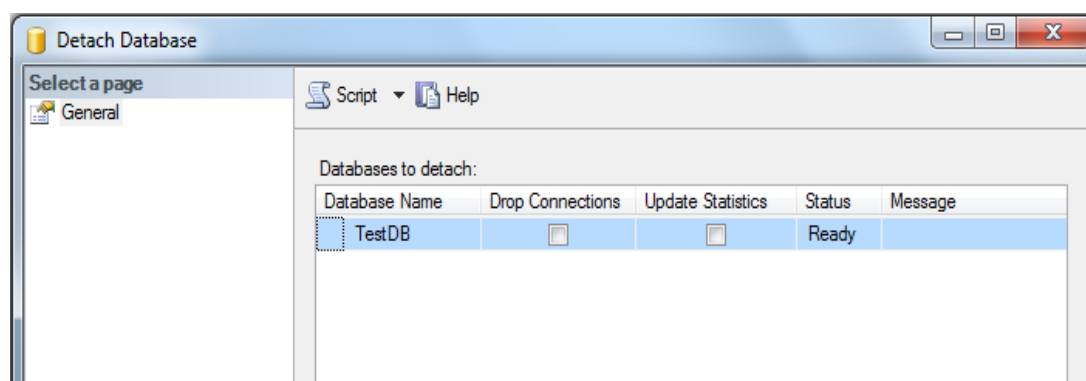 Detach Database
Select a page
General
Script Help
Databases to detach:
Database Name Drop Connections Update Statistics Status Message
TestDB Ready